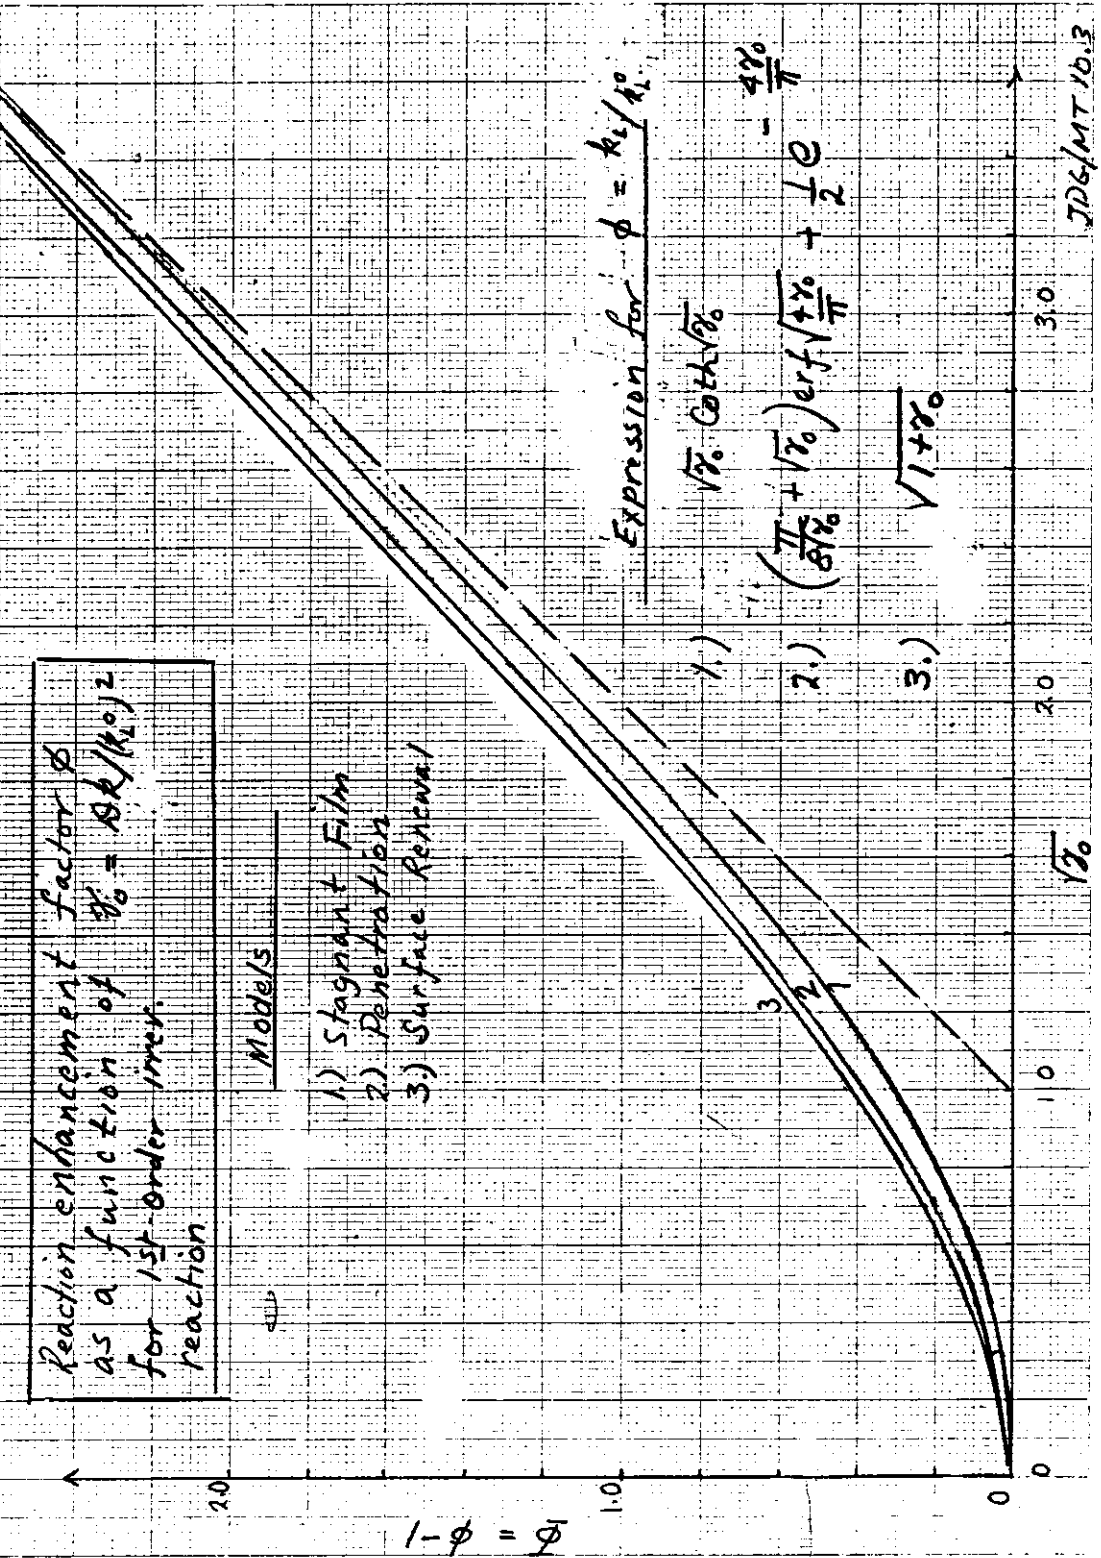 Reaction enhancement factor ϕ
as a function of γ₀ = Dk/(k_L⁰)²
for 1st-order irrev.
reaction
Models
1.) Stagnant Film
2.) Penetration
3.) Surface Renewal
Expression for ϕ = k_L/k_L⁰
1.) √γ₀ Coth√γ₀
2.) (π/(8√γ₀) + √γ₀) erf√(4γ₀/π) + 1/2 e^(-4γ₀/π)
3.) √(1+γ₀)
3
2
1
Φ = ϕ-1
2.0
1.0
0
0
1.0
2.0
3.0
√γ₀
JDG/MT 10.3